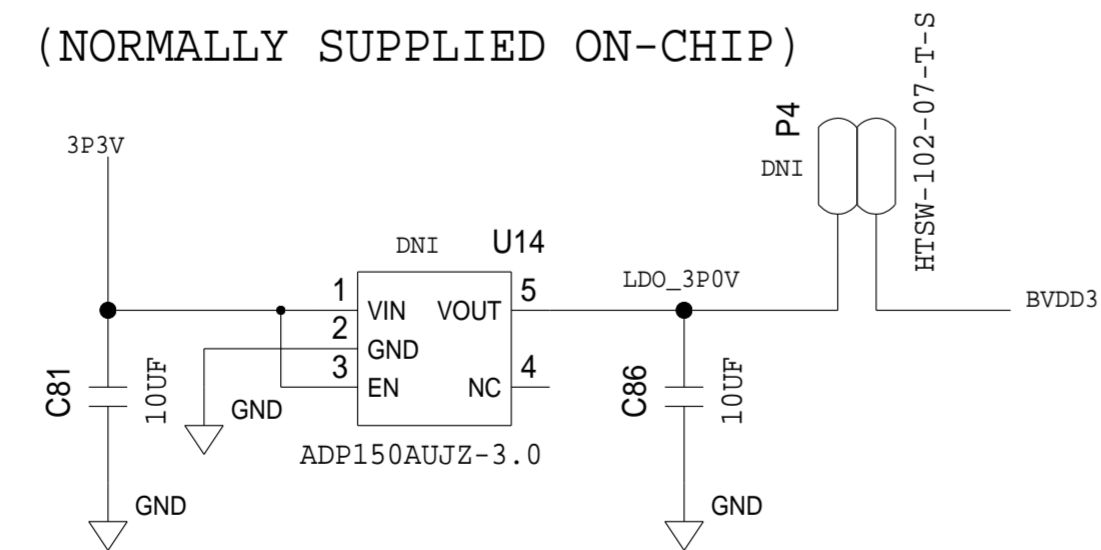 (NORMALLY SUPPLIED ON-CHIP)
3P3V
P4
DNI
HTSW-102-07-T-S
DNI
U14
1
VIN
VOUT
5
LDO_3P0V
BVDD3
2
GND
3
EN
NC
4
C81
10UF
GND
C86
10UF
ADP150AUJZ-3.0
GND
GND